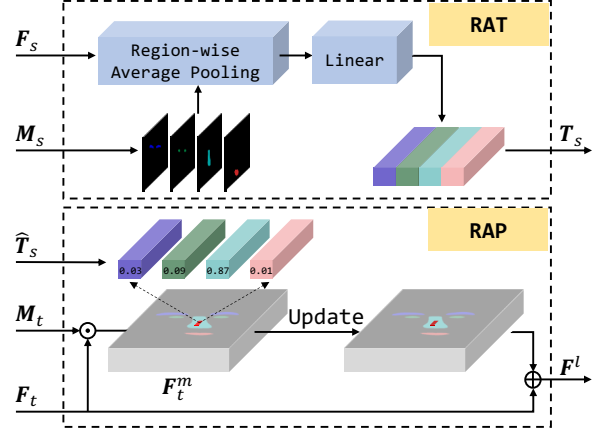 RAT
F_s
Region-wise
Average Pooling
Linear
M_s
T_s
RAP
T̂_s
0.03
0.09
0.87
0.01
M_t
Update
F_t^m
F^l
F_t